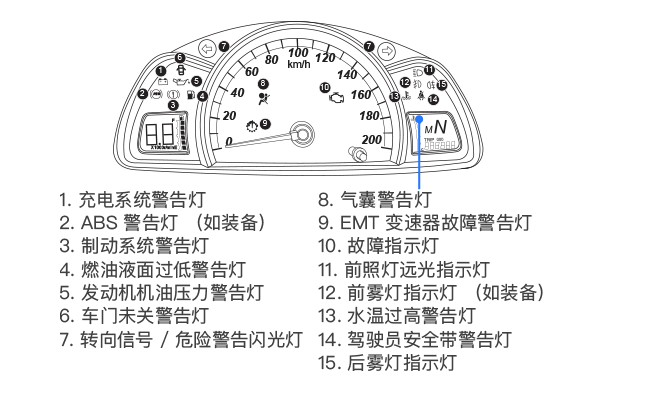 6
7
7
100
80
120
km/h
60
140
1
5
8
10
11
12
15
2
3
4
40
160
13
14
9
20
180
0
200
X1000r/min
MN
TRIP
1. 充电系统警告灯
2. ABS 警告灯 （如装备）
3. 制动系统警告灯
4. 燃油液面过低警告灯
5. 发动机机油压力警告灯
6. 车门未关警告灯
7. 转向信号 / 危险警告闪光灯
8. 气囊警告灯
9. EMT 变速器故障警告灯
10. 故障指示灯
11. 前照灯远光指示灯
12. 前雾灯指示灯 （如装备）
13. 水温过高警告灯
14. 驾驶员安全带警告灯
15. 后雾灯指示灯